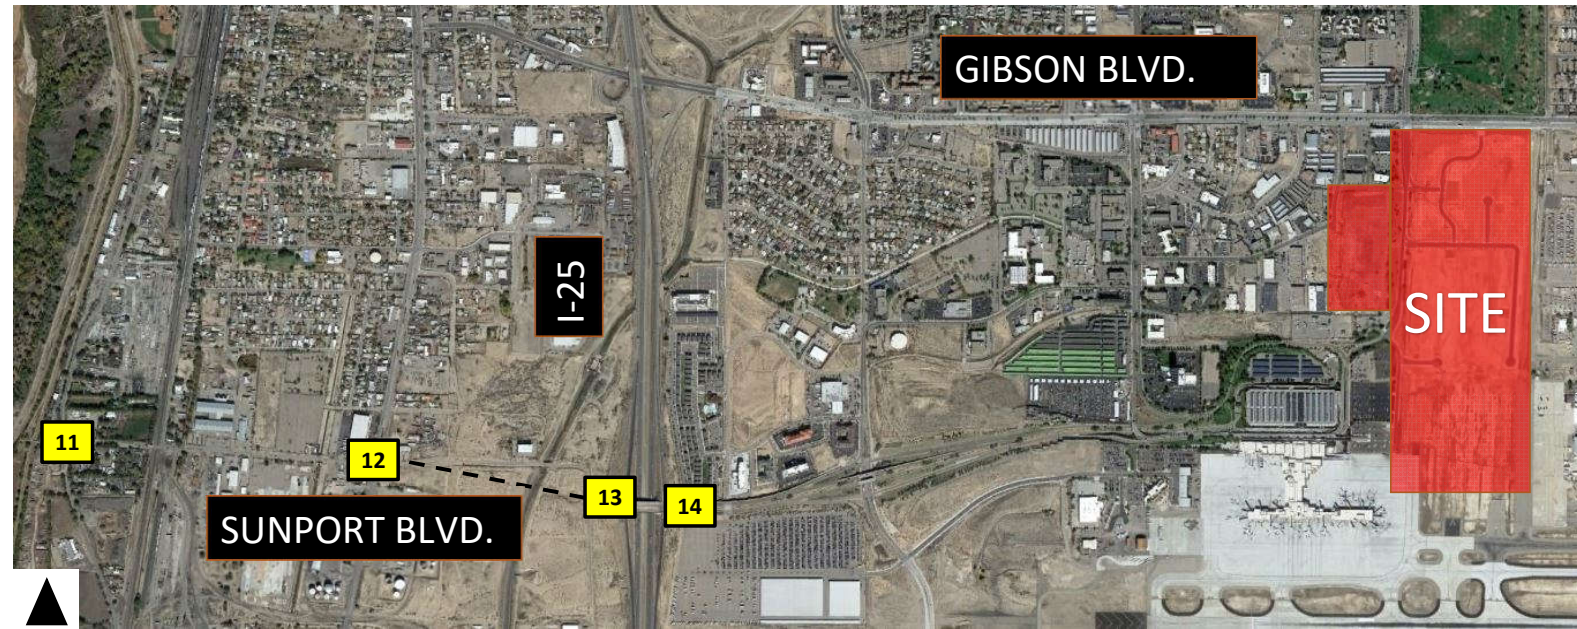 GIBSON BLVD.
I-25
SITE
11
12
13
14
SUNPORT BLVD.